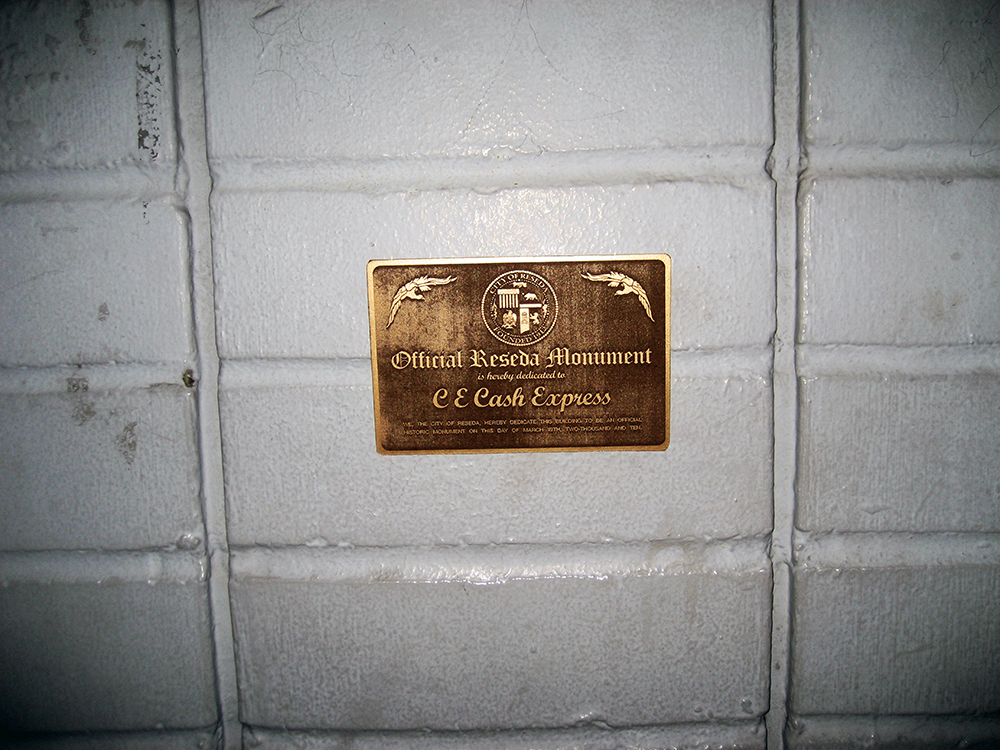 CITY OF RESEDA
FOUNDED
Official Reseda Monument
is hereby dedicated to
C E Cash Express
WE, THE CITY OF RESEDA, HEREBY DEDICATE THIS BUILDING TO BE AN OFFICIAL
HISTORIC MONUMENT ON THIS DAY OF MARCH 19TH, TWO-THOUSAND AND TEN.